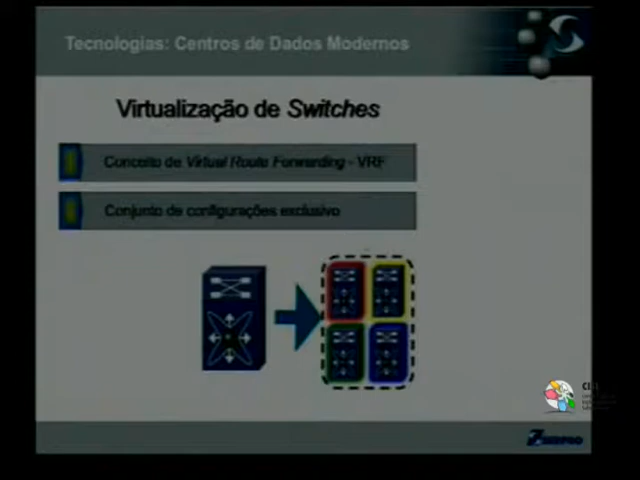 Tecnologias: Centros de Dados Modernos
Virtualização de Switches
Conceito de Virtual Route Forwarding - VRF
Conjunto de configurações exclusivo